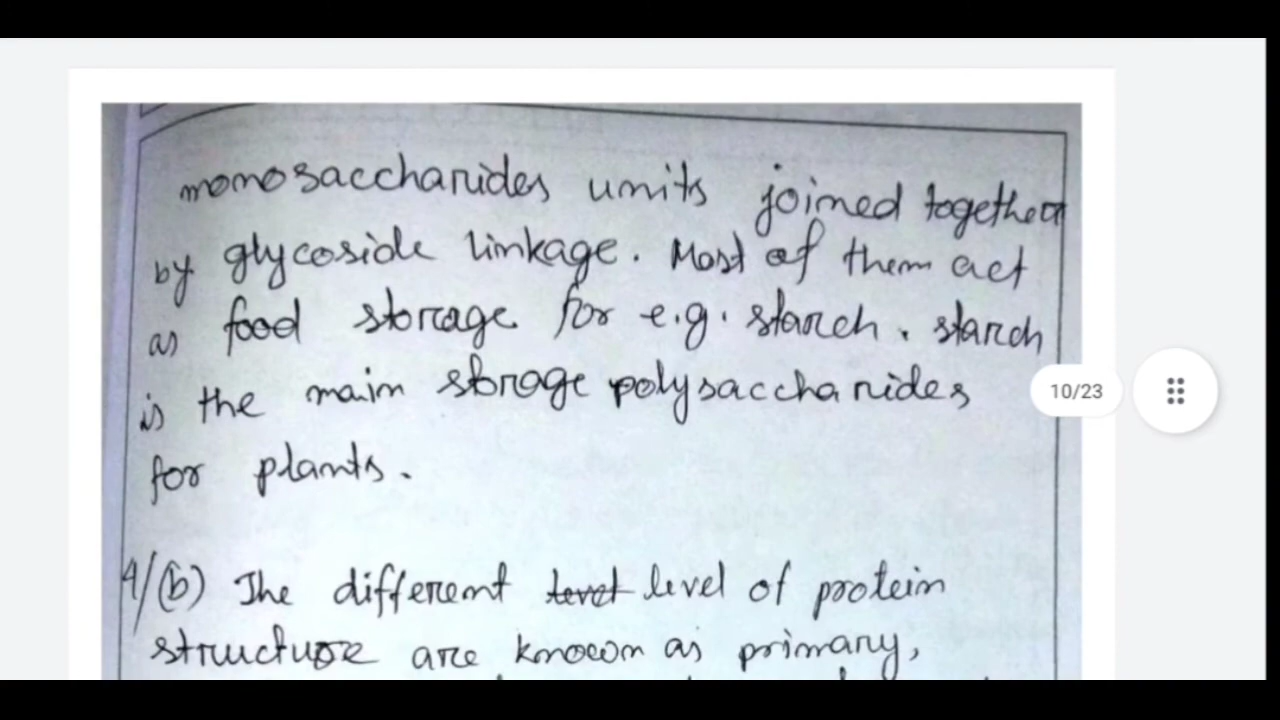 monosaccharides units joined together
by glycoside linkage. Most of them act
as food storage for e.g. starch. starch
is the main storage polysaccharides
for plants.
10/23
4/(b) The different level level of protein
structure are known as primary,